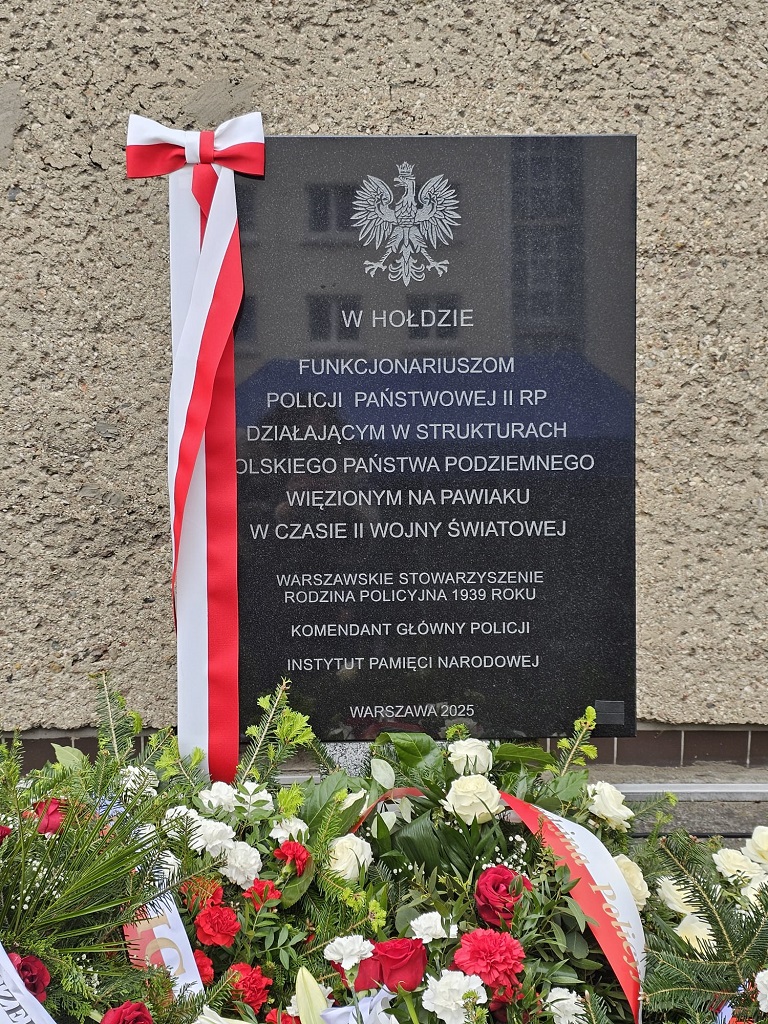 W HOŁDZIE
FUNKCJONARIUSZOM
POLICJI PAŃSTWOWEJ II RP
DZIAŁAJĄCYM W STRUKTURACH
OLSKIEGO PAŃSTWA PODZIEMNEGO
WIĘZIONYM NA PAWIAKU
W CZASIE II WOJNY ŚWIATOWEJ
WARSZAWSKIE STOWARZYSZENIE
RODZINA POLICYJNA 1939 ROKU
KOMENDANT GŁÓWNY POLICJI
INSTYTUT PAMIĘCI NARODOWEJ
WARSZAWA 2025